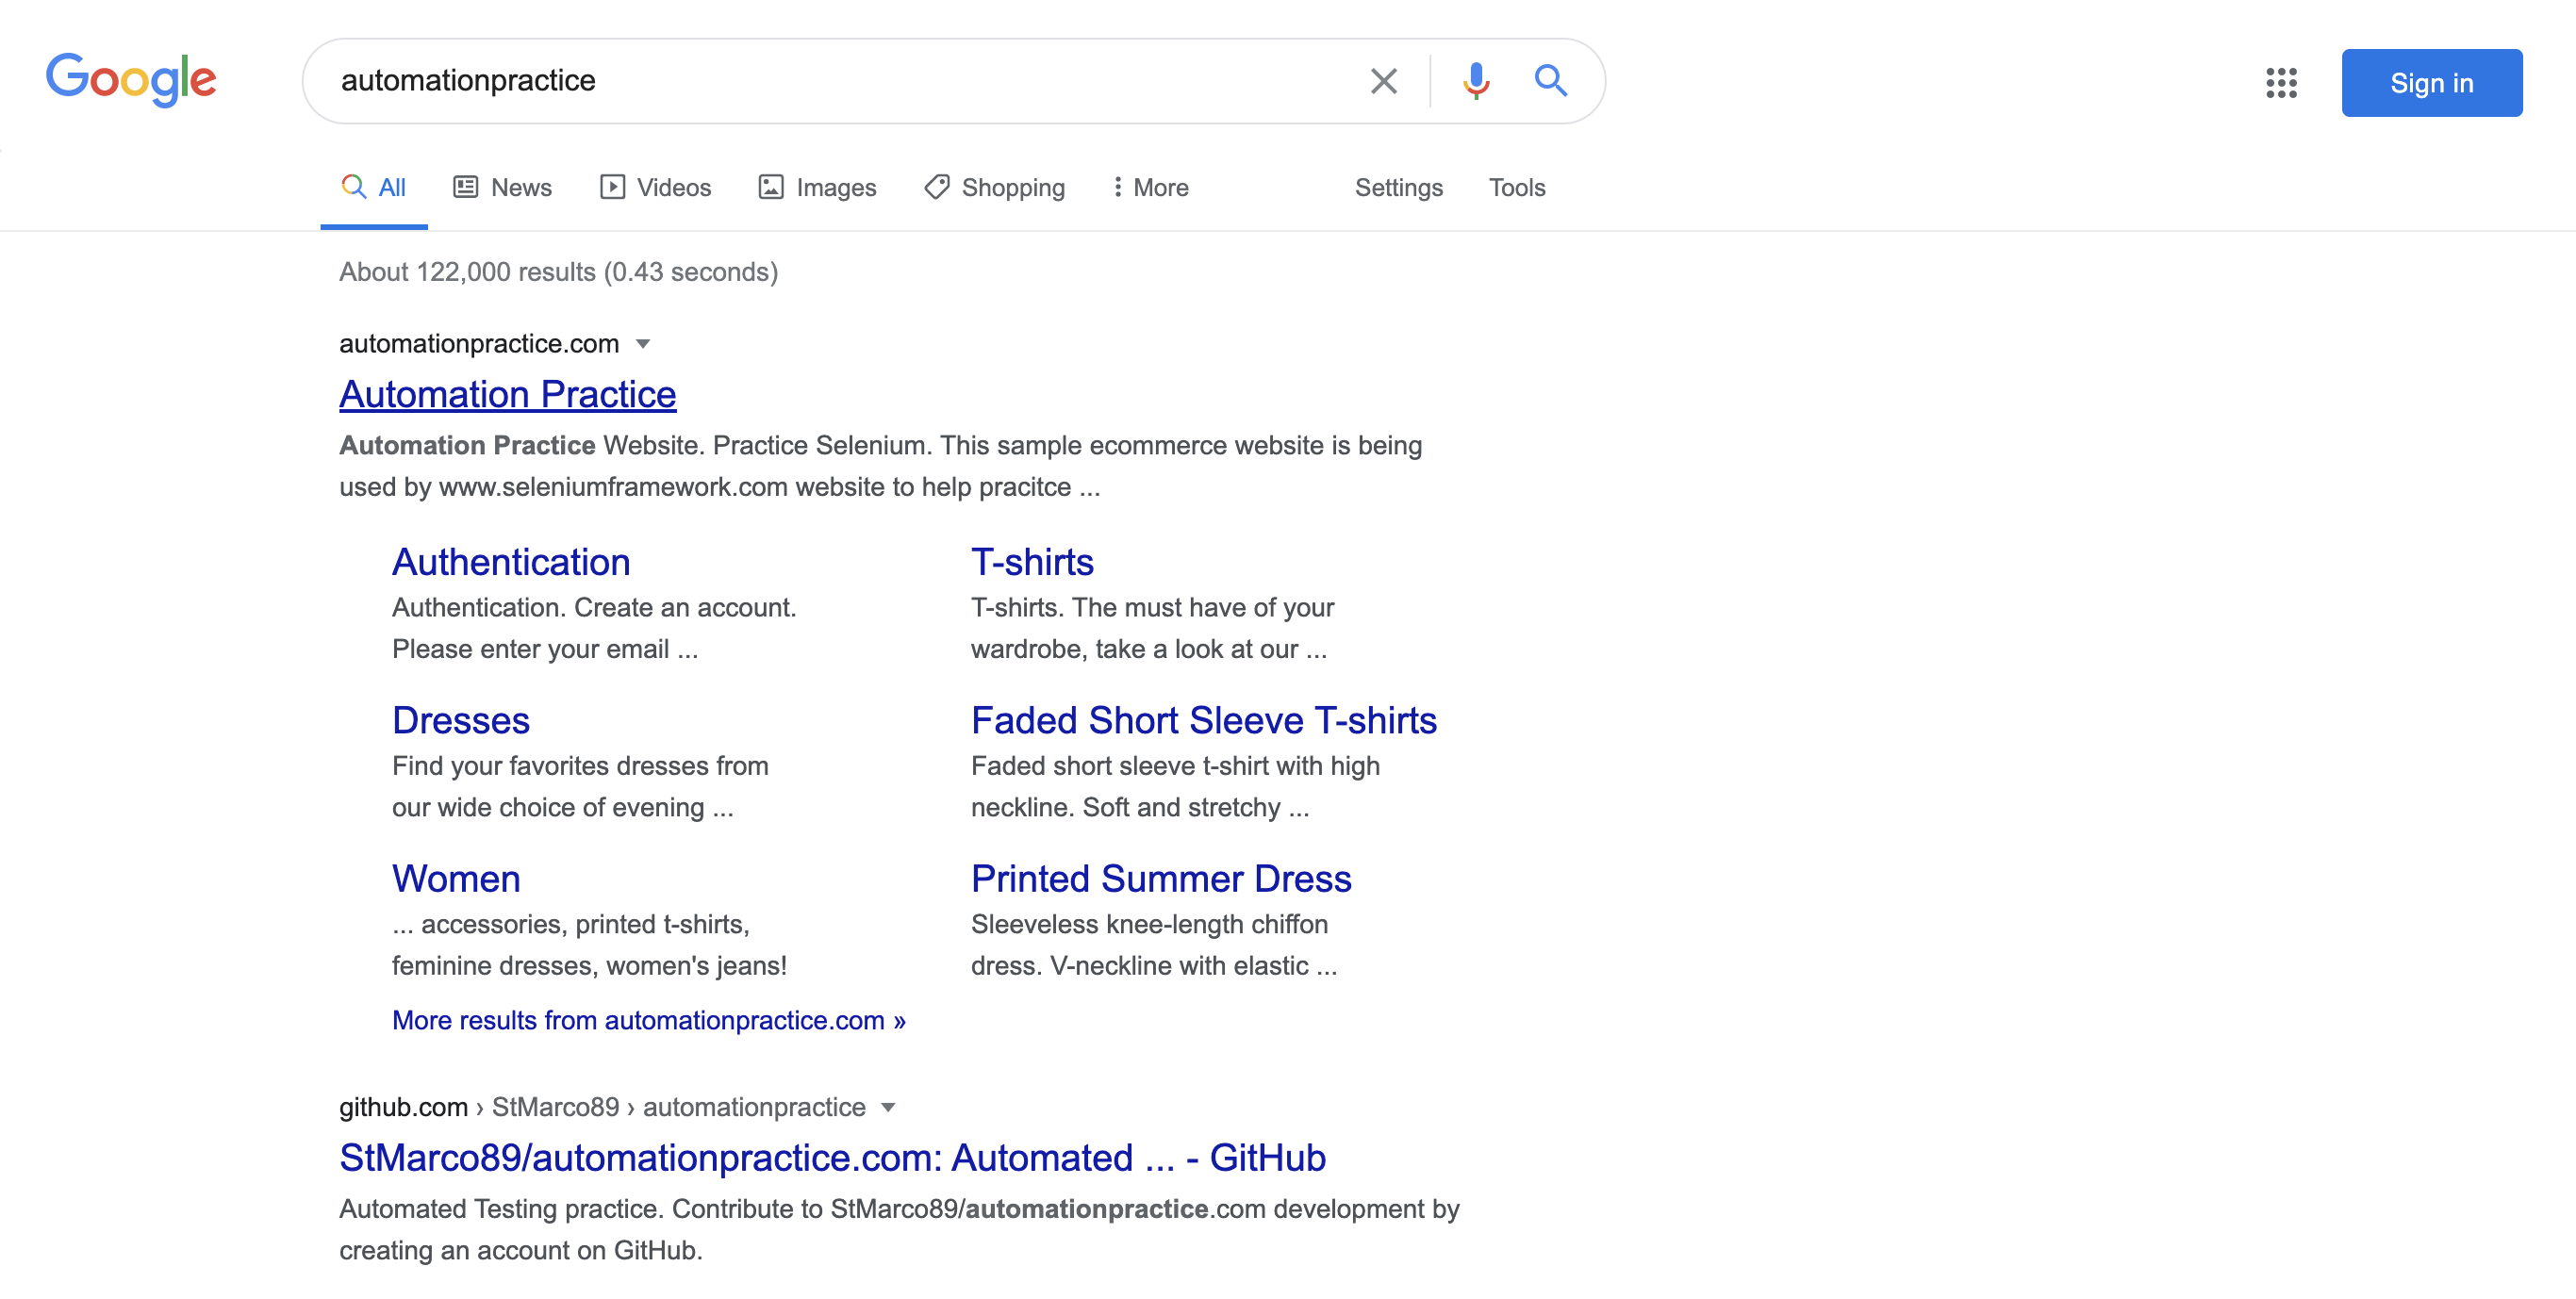 Google
automationpractice
Sign in
All News Videos Images Shopping More Settings Tools
About 122,000 results (0.43 seconds)
automationpractice.com
Automation Practice
Automation Practice Website. Practice Selenium. This sample ecommerce website is being
used by www.seleniumframework.com website to help pracitce ...
Authentication
Authentication. Create an account.
Please enter your email ...
T-shirts
T-shirts. The must have of your
wardrobe, take a look at our ...
Dresses
Find your favorites dresses from
our wide choice of evening ...
Faded Short Sleeve T-shirts
Faded short sleeve t-shirt with high
neckline. Soft and stretchy ...
Women
... accessories, printed t-shirts,
feminine dresses, women's jeans!
Printed Summer Dress
Sleeveless knee-length chiffon
dress. V-neckline with elastic ...
More results from automationpractice.com »
github.com › StMarco89 › automationpractice
StMarco89/automationpractice.com: Automated ... - GitHub
Automated Testing practice. Contribute to StMarco89/automationpractice.com development by
creating an account on GitHub.